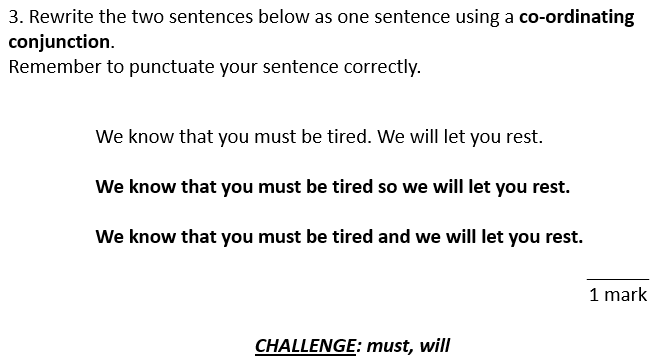 3. Rewrite the two sentences below as one sentence using a co-ordinating
conjunction.
Remember to punctuate your sentence correctly.
We know that you must be tired. We will let you rest.
We know that you must be tired so we will let you rest.
We know that you must be tired and we will let you rest.
1 mark
CHALLENGE: must, will